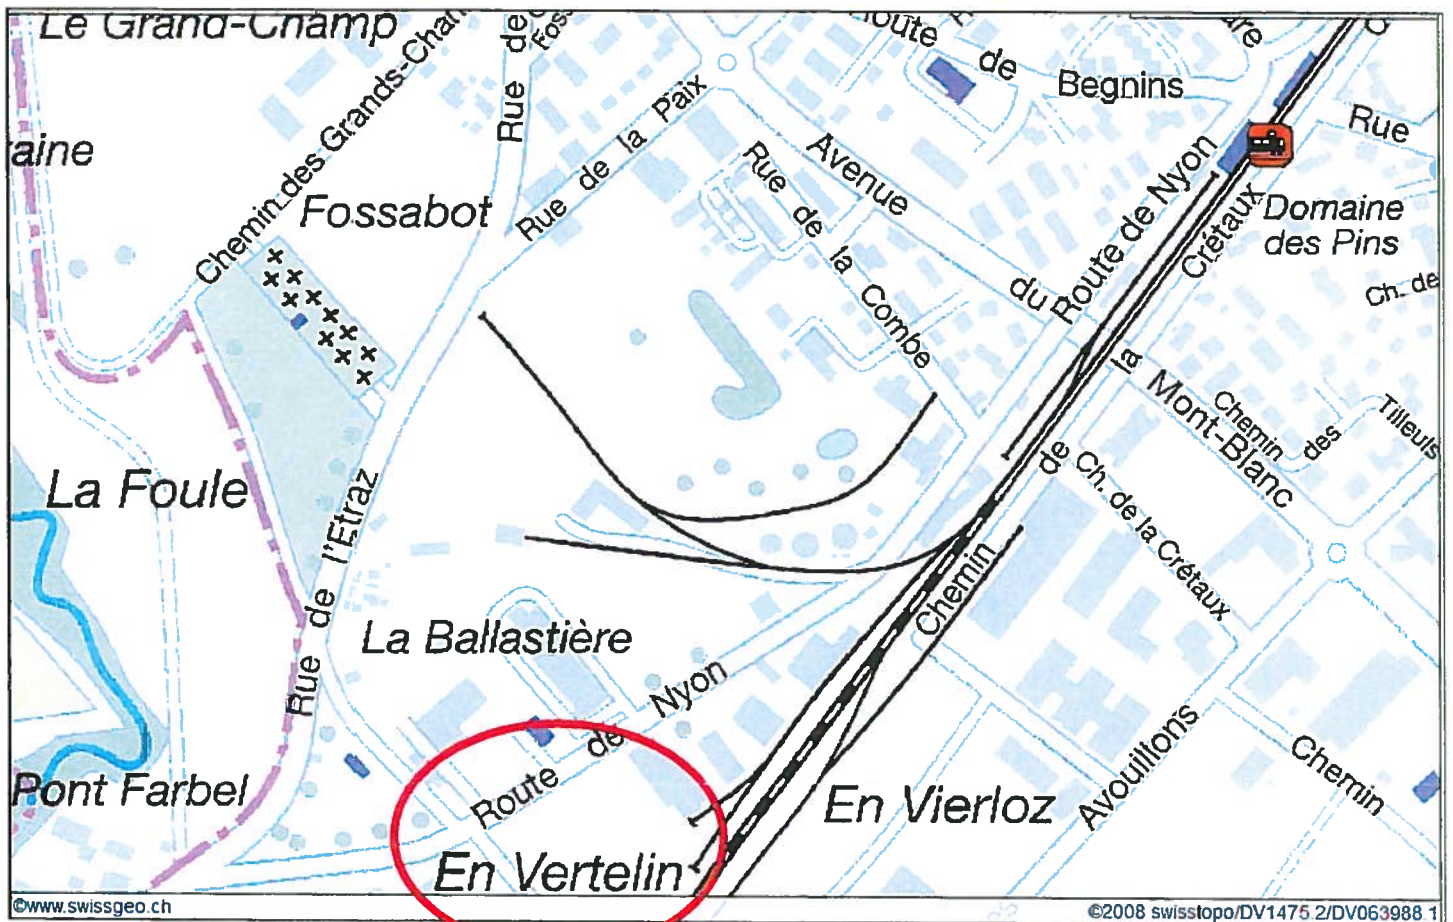 Le Grand-Champ
Chemin des Grands-Cham
Rue de
Foss
Route de Begnins
aine
Fossabot
Rue de la Paix
Rue de la Combe
Avenue du Mont-Blanc
Route de Nyon
Rue
Domaine
des Pins
Ch. de
Chemin de la Crétaux
Chemin des Tilleuls
Ch. de la Crétaux
La Foule
Rue de l'Etraz
La Ballastière
Route de Nyon
Pont Farbel
En Vertelin
En Vierloz
Avouillons
Chemin
©www.swissgeo.ch
©2008 swisstopo/DV1475.2/DV063988.1